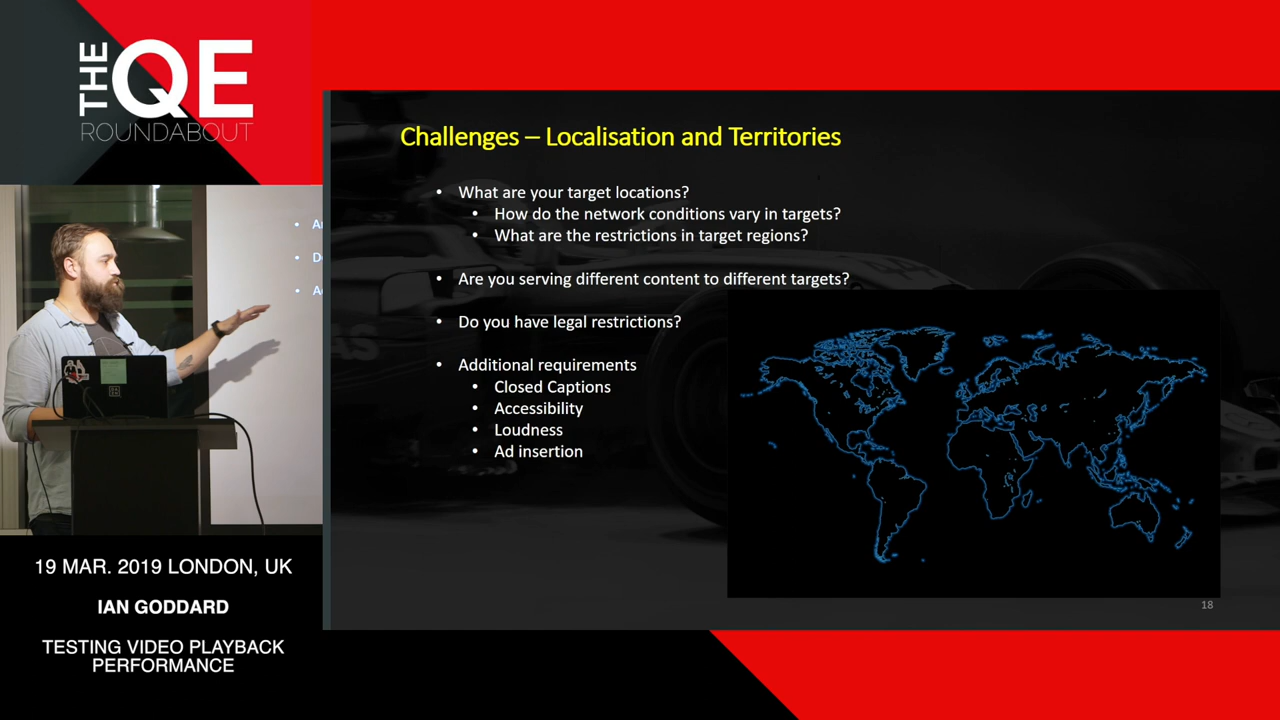 THE QE
ROUNDABOUT
Challenges – Localisation and Territories
• What are your target locations?
• How do the network conditions vary in targets?
• What are the restrictions in target regions?
• Are you serving different content to different targets?
• Do you have legal restrictions?
• Additional requirements
• Closed Captions
• Accessibility
• Loudness
• Ad insertion
18
19 MAR. 2019 LONDON, UK
IAN GODDARD
TESTING VIDEO PLAYBACK
PERFORMANCE